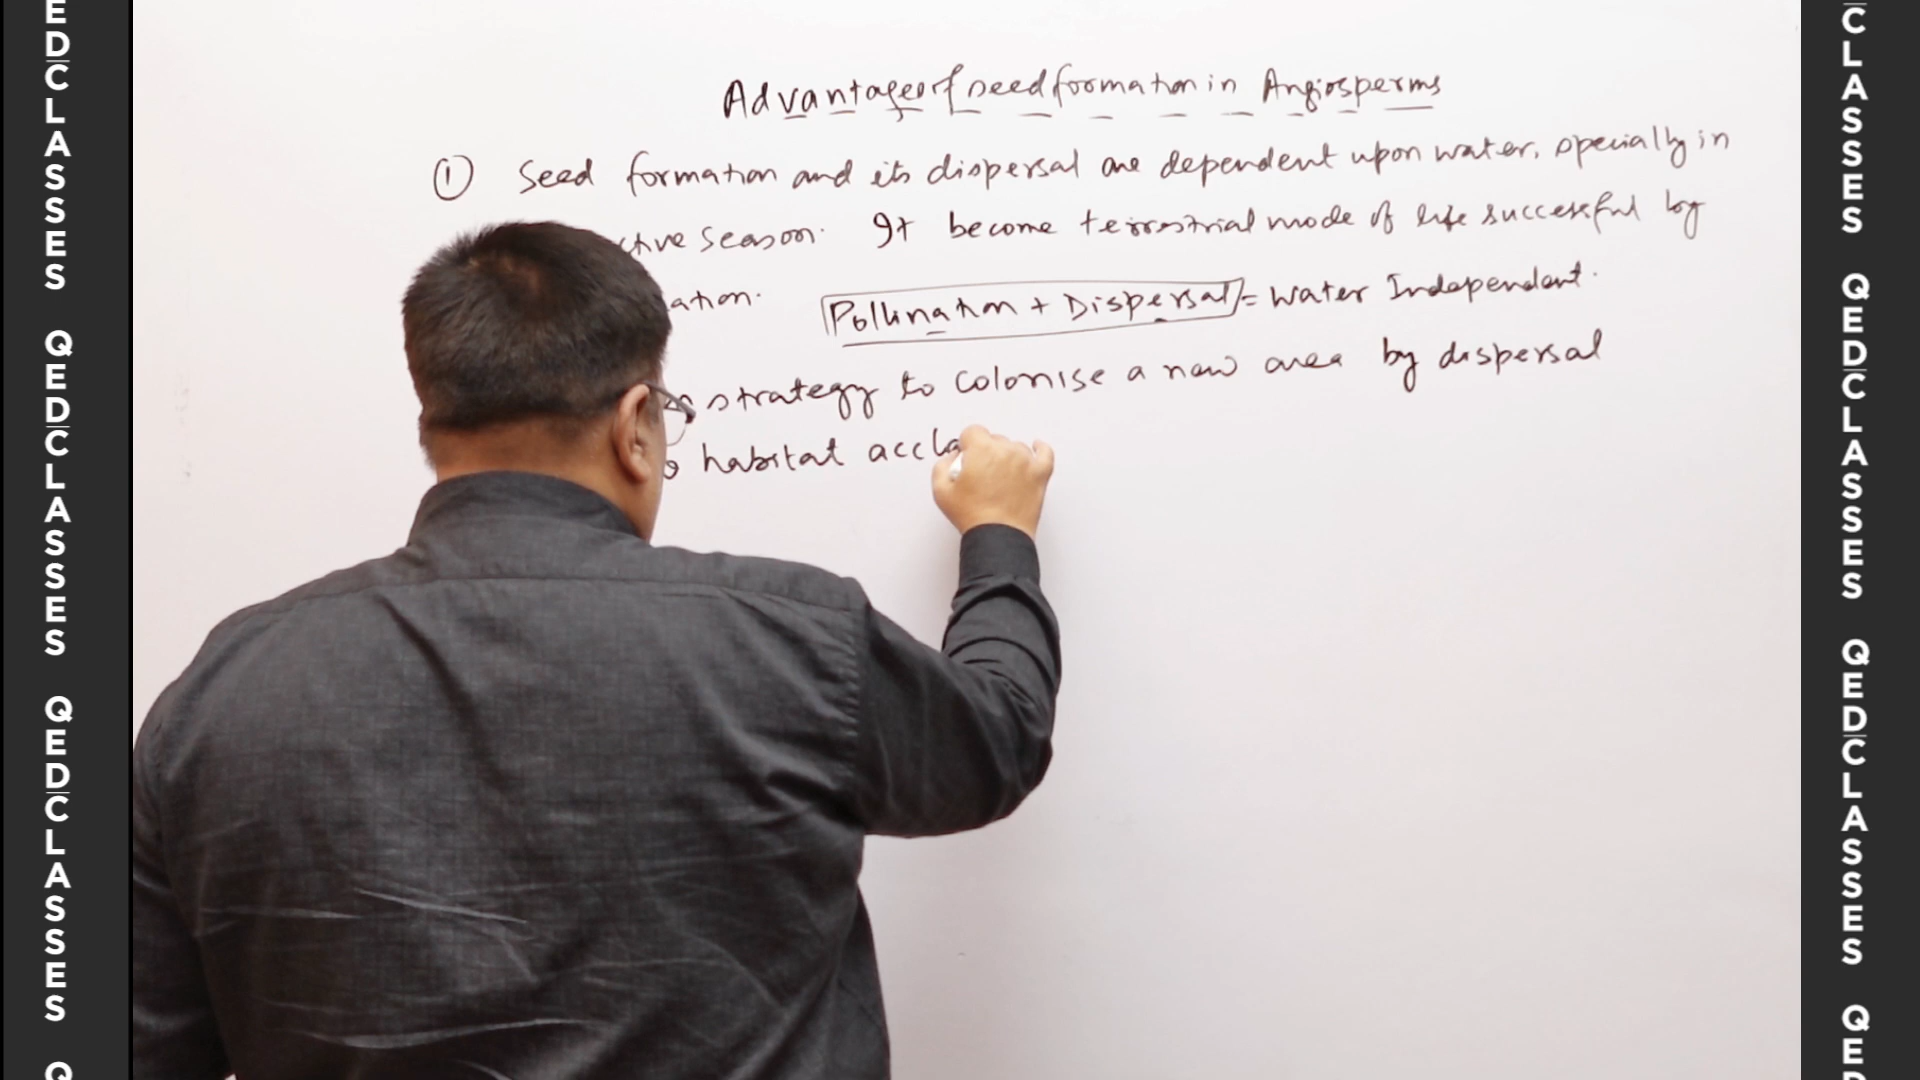 Advantages of seed formation in Angiosperms
① Seed formation and its dispersal are dependent upon water, specially in
ctive season. It become terrestrial mode of life successful by
ation. Pollination + Dispersal = Water Independent.
strategy to colonise a new area by dispersal
habitat accla
QEDCLASSES QEDCLASSES QEDCLASSES
QEDCLASSES QEDCLASSES QEDCLASSES